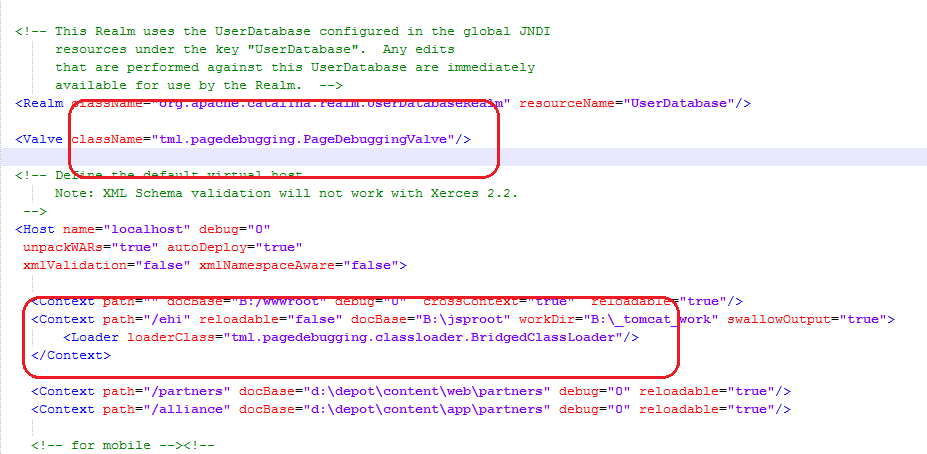 <!-- This Realm uses the UserDatabase configured in the global JNDI
resources under the key "UserDatabase".  Any edits
that are performed against this UserDatabase are immediately
available for use by the Realm.  -->
<Realm className="org.apache.catalina.realm.UserDatabaseRealm" resourceName="UserDatabase"/>
<Valve className="tml.pagedebugging.PageDebuggingValve"/>
<!-- Define the default virtual host
Note: XML Schema validation will not work with Xerces 2.2.
-->
<Host name="localhost" debug="0"
unpackWARs="true" autoDeploy="true"
xmlValidation="false" xmlNamespaceAware="false">
<Context path="" docBase="B:/wwwroot" debug="0"  crossContext="true"  reloadable="true"/>
<Context path="/ehi" reloadable="false" docBase="B:\jsproot" workDir="B:\_tomcat_work" swallowOutput="true">
<Loader loaderClass="tml.pagedebugging.classloader.BridgedClassLoader"/>
</Context>
<Context path="/partners" docBase="d:\depot\content\web\partners" debug="0" reloadable="true"/>
<Context path="/alliance" docBase="d:\depot\content\app\partners" debug="0" reloadable="true"/>
<!-- for mobile --><!--